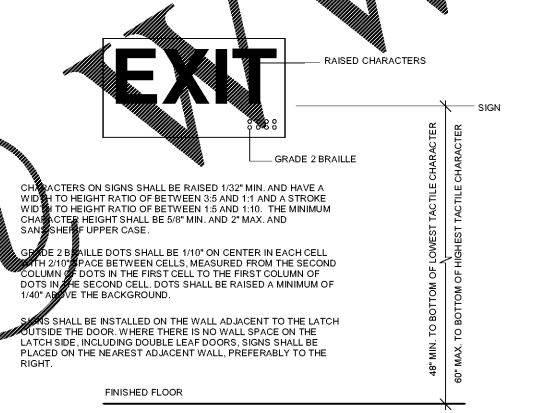 EXIT
RAISED CHARACTERS
SIGN
GRADE 2 BRAILLE
CHARACTERS ON SIGNS SHALL BE RAISED 1/32" MIN. AND HAVE A
WIDTH TO HEIGHT RATIO OF BETWEEN 3:5 AND 1:1 AND A STROKE
WIDTH TO HEIGHT RATIO OF BETWEEN 1:5 AND 1:10. THE MINIMUM
CHARACTER HEIGHT SHALL BE 5/8" MIN. AND 2" MAX. AND
SANS SHERIF UPPER CASE.
GRADE 2 BRAILLE DOTS SHALL BE 1/10" ON CENTER IN EACH CELL
WITH 2/10" SPACE BETWEEN CELLS, MEASURED FROM THE SECOND
COLUMN OF DOTS IN THE FIRST CELL TO THE FIRST COLUMN OF
DOTS IN THE SECOND CELL. DOTS SHALL BE RAISED A MINIMUM OF
1/40" ABOVE THE BACKGROUND.
SIGNS SHALL BE INSTALLED ON THE WALL ADJACENT TO THE LATCH
OUTSIDE THE DOOR. WHERE THERE IS NO WALL SPACE ON THE
LATCH SIDE, INCLUDING DOUBLE LEAF DOORS, SIGNS SHALL BE
PLACED ON THE NEAREST ADJACENT WALL, PREFERABLY TO THE
RIGHT.
48" MIN. TO BOTTOM OF LOWEST TACTILE CHARACTER
60" MAX. TO BOTTOM OF HIGHEST TACTILE CHARACTER
FINISHED FLOOR